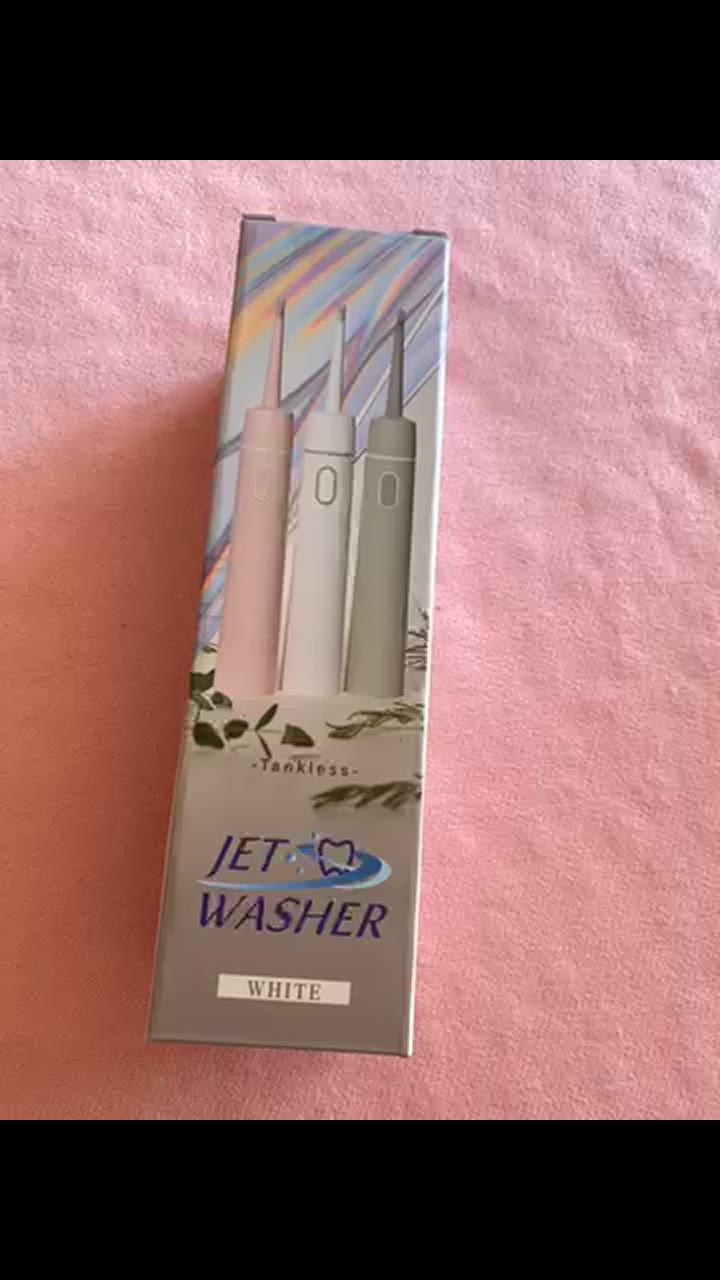 -Tankless-
JET
WASHER
WHITE